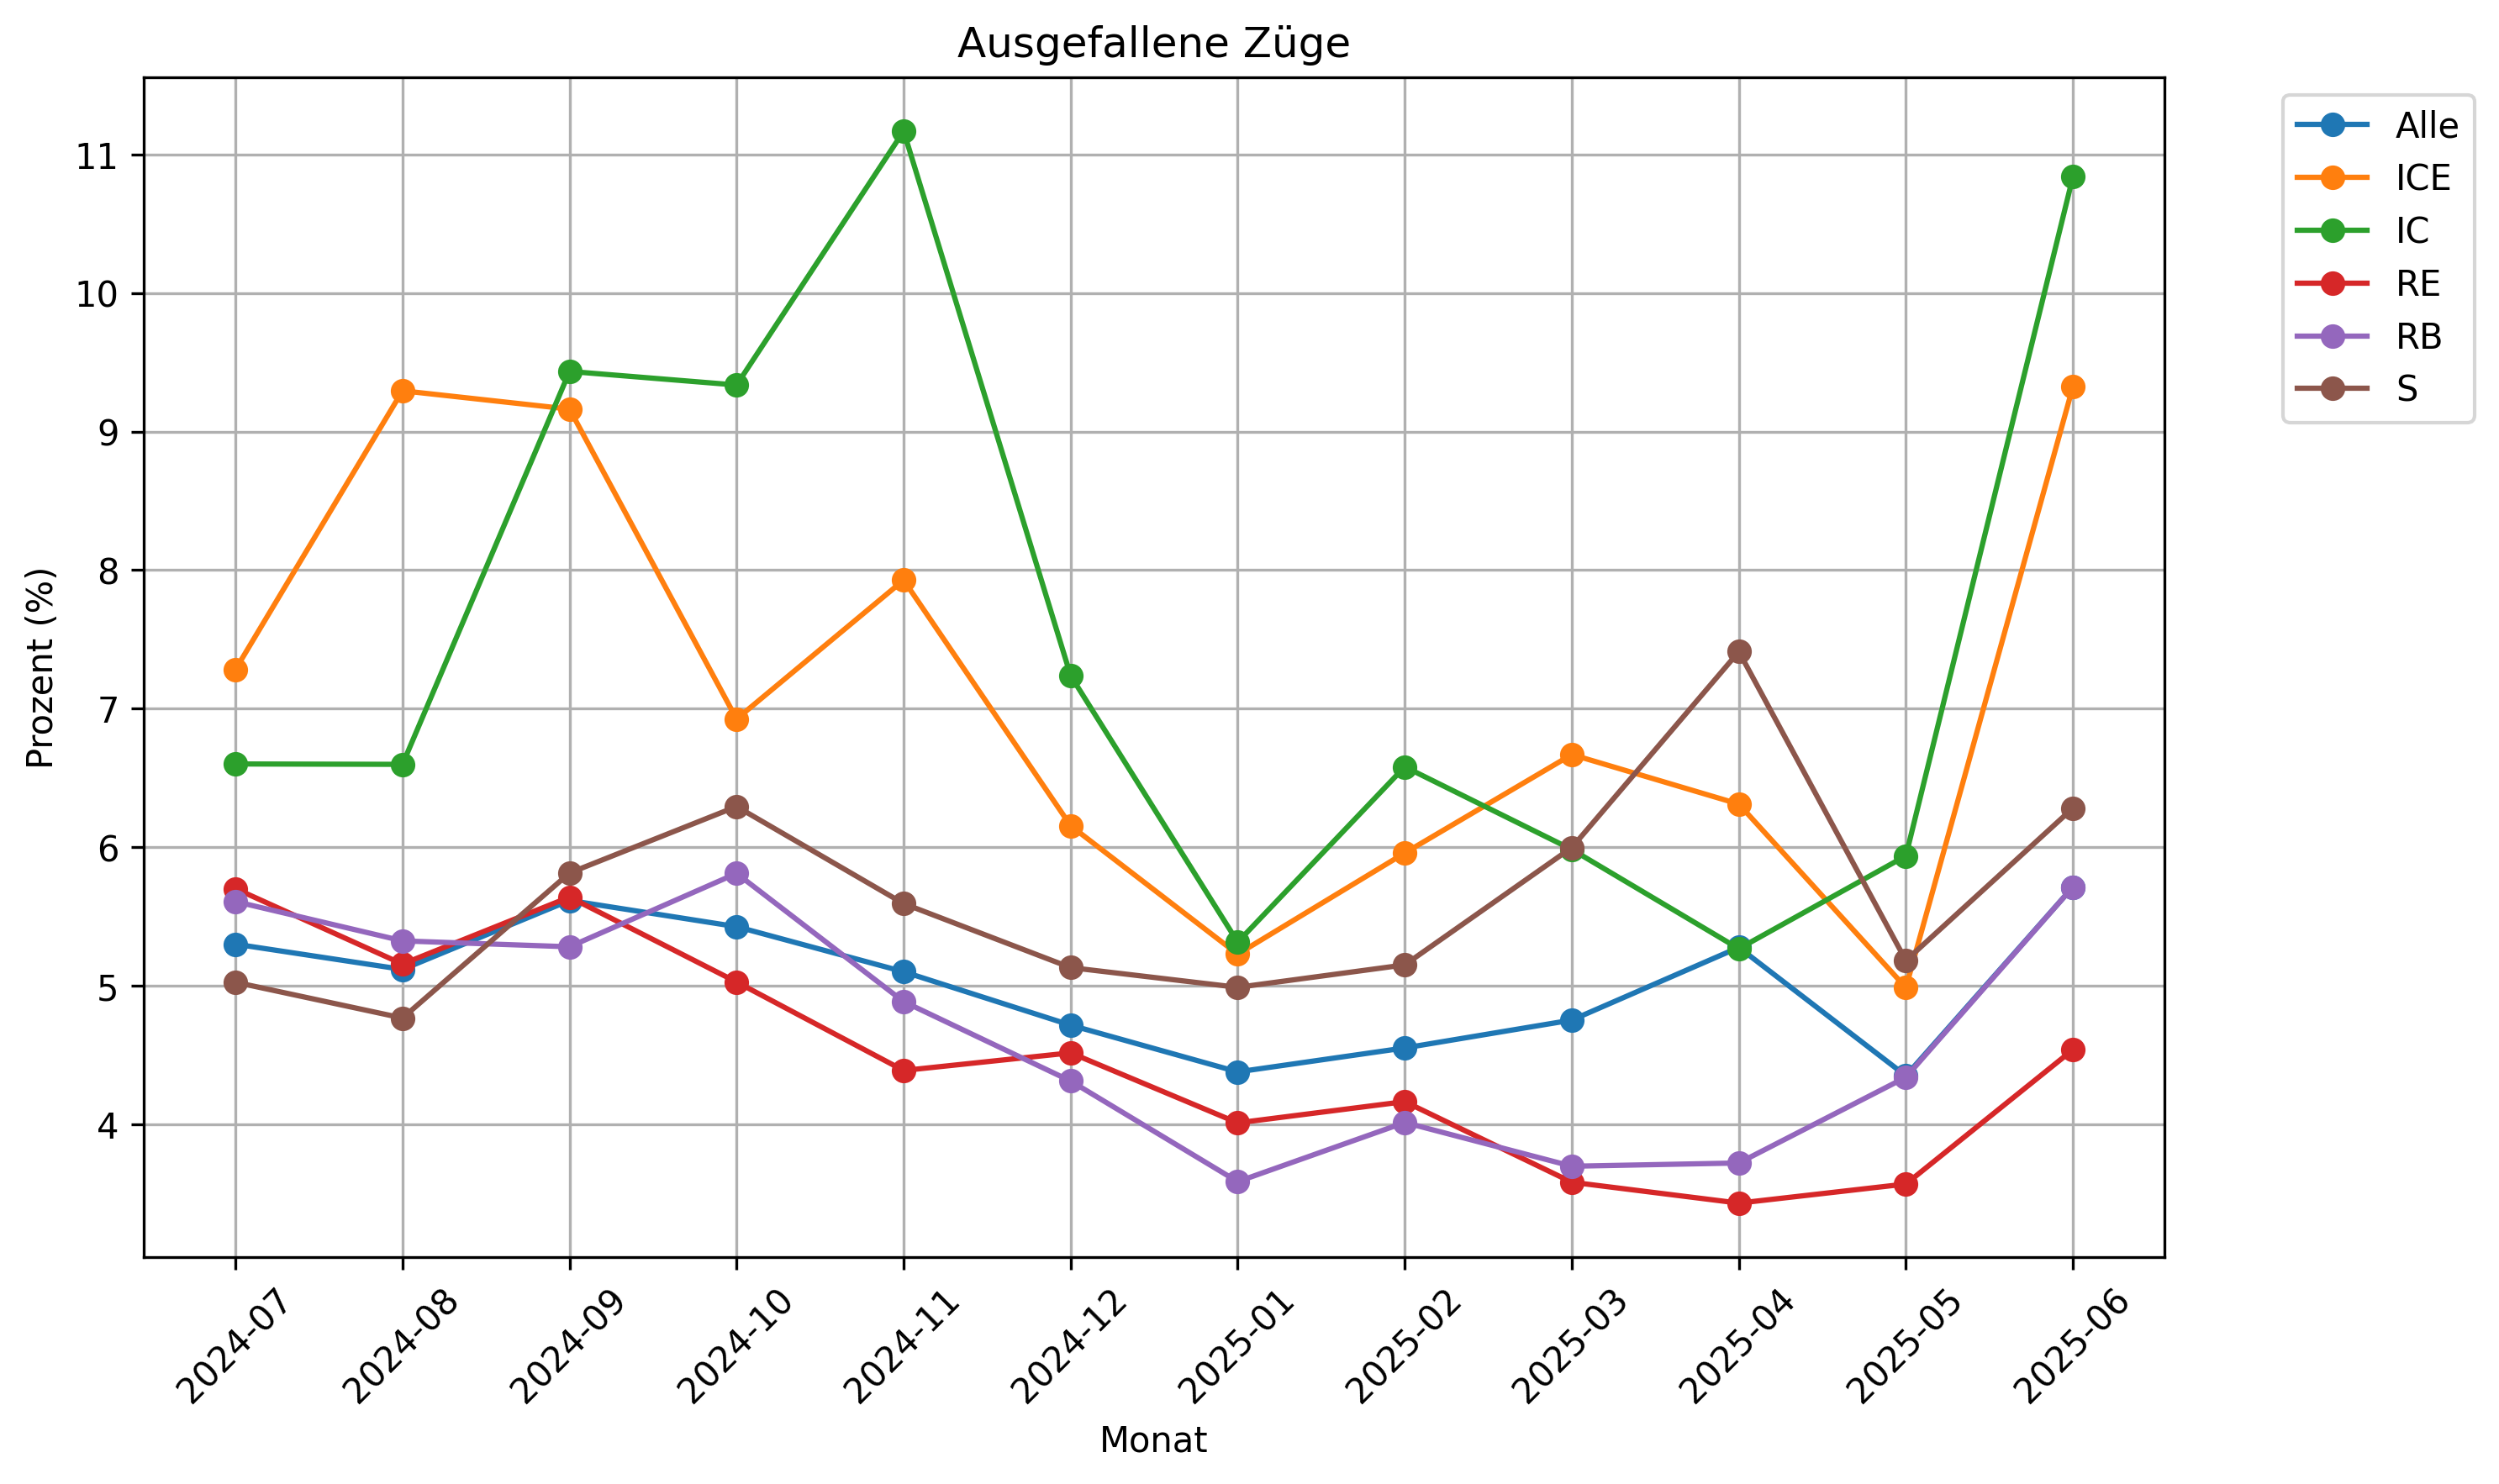 Ausgefallene Züge
Prozent (%)
11
10
9
8
7
6
5
4
2024-07
2024-08
2024-09
2024-10
2024-11
2024-12
2025-01
2025-02
2025-03
2025-04
2025-05
2025-06
Monat
Alle
ICE
IC
RE
RB
S